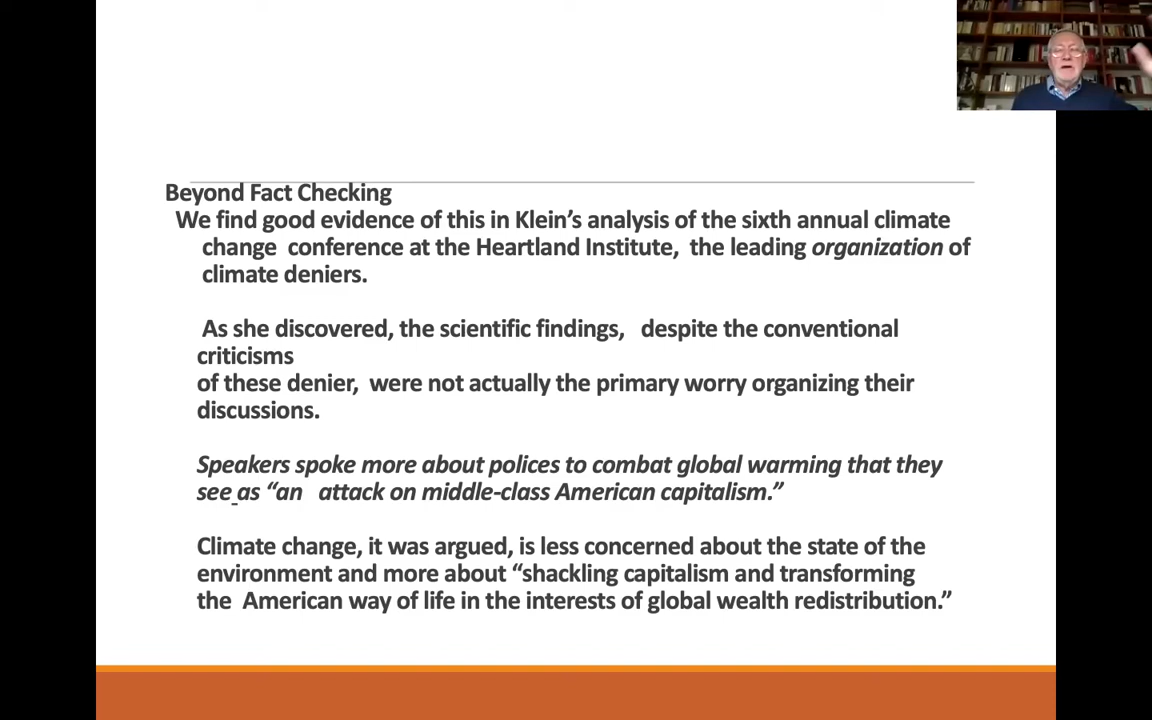 Beyond Fact Checking
We find good evidence of this in Klein’s analysis of the sixth annual climate
change conference at the Heartland Institute, the leading organization of
climate deniers.
As she discovered, the scientific findings, despite the conventional
criticisms
of these denier, were not actually the primary worry organizing their
discussions.
Speakers spoke more about polices to combat global warming that they
see as “an attack on middle-class American capitalism.”
Climate change, it was argued, is less concerned about the state of the
environment and more about “shackling capitalism and transforming
the American way of life in the interests of global wealth redistribution.”